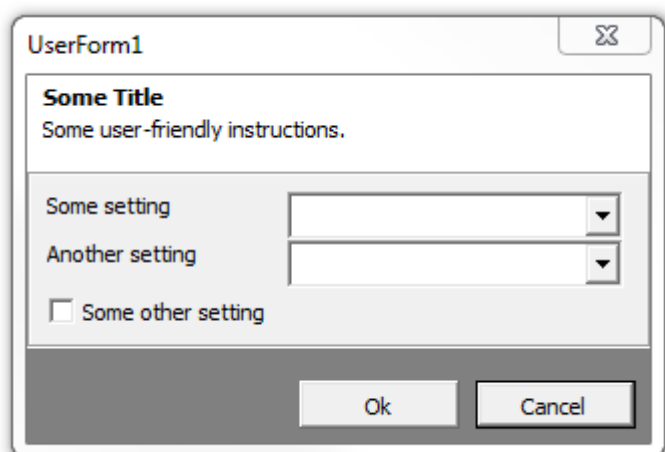 UserForm1
Some Title
Some user-friendly instructions.
Some setting
Another setting
Some other setting
Ok Cancel